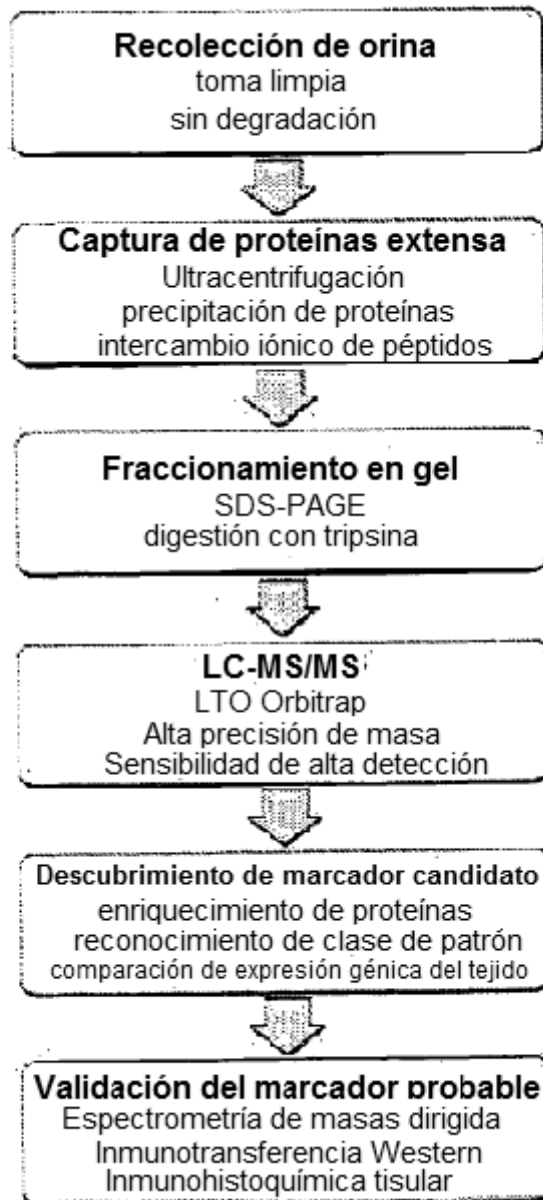 Recolección de orina
toma limpia
sin degradación
Captura de proteínas extensa
Ultracentrifugación
precipitación de proteínas
intercambio iónico de péptidos
Fraccionamiento en gel
SDS-PAGE
digestión con tripsina
LC-MS/MS
LTO Orbitrap
Alta precisión de masa
Sensibilidad de alta detección
Descubrimiento de marcador candidato
enriquecimiento de proteínas
reconocimiento de clase de patrón
comparación de expresión génica del tejido
Validación del marcador probable
Espectrometría de masas dirigida
Inmunotransferencia Western
Inmunohistoquímica tisular